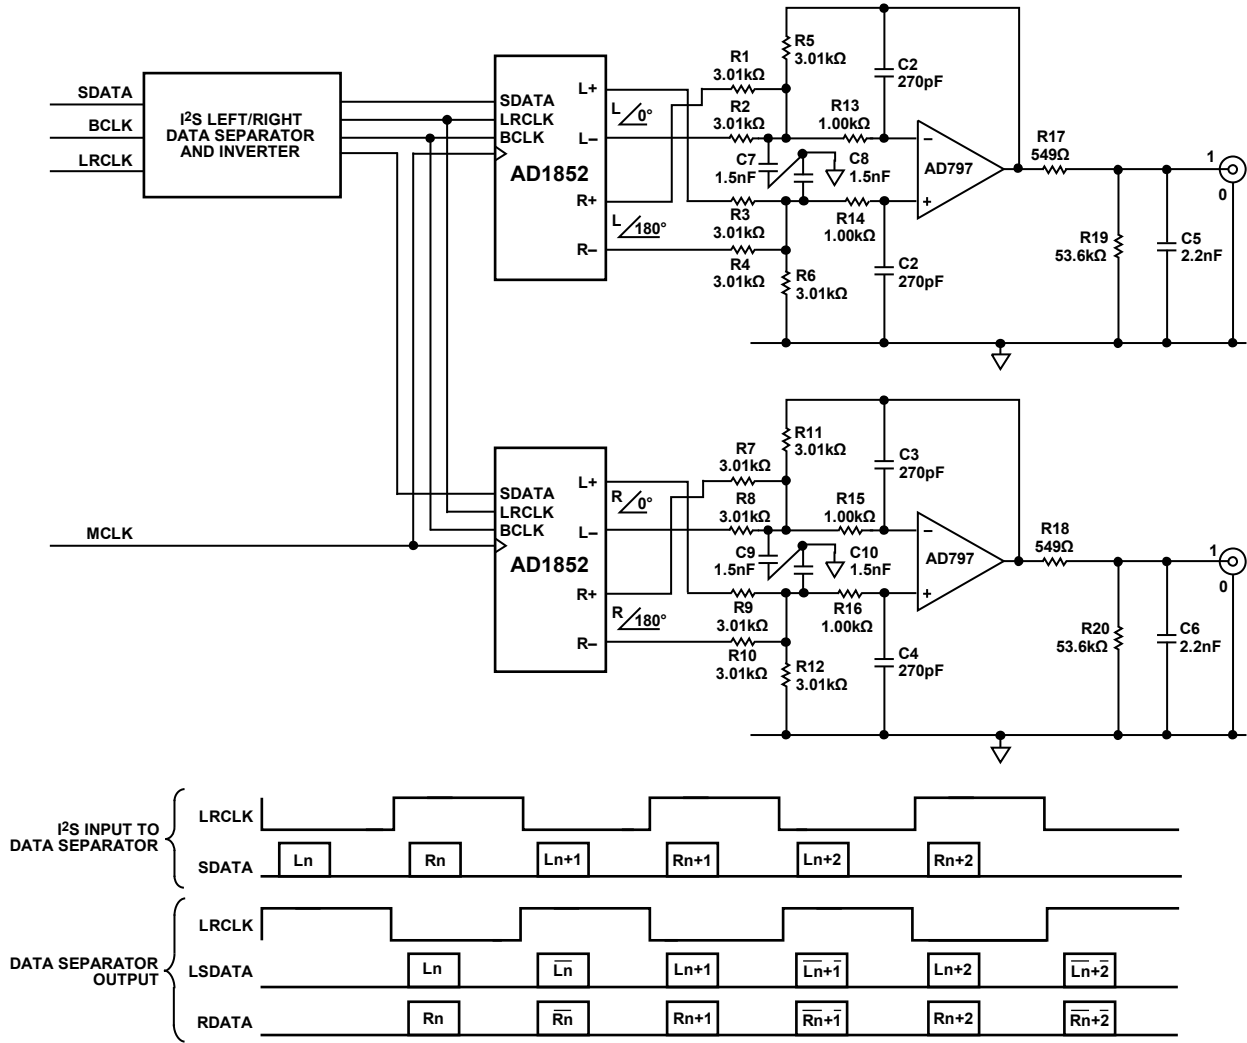 SDATA
BCLK
LRCLK
I²S LEFT/RIGHT
DATA SEPARATOR
AND INVERTER
SDATA
LRCLK
BCLK
AD1852
L+
L–
R+
R–
L 0°
L 180°
R1
3.01kΩ
R2
3.01kΩ
R5
3.01kΩ
C2
270pF
R13
1.00kΩ
C7
1.5nF
C8
1.5nF
R3
3.01kΩ
R4
3.01kΩ
R14
1.00kΩ
R6
3.01kΩ
C2
270pF
–
AD797
+
R17
549Ω
R19
53.6kΩ
C5
2.2nF
1
0
MCLK
SDATA
LRCLK
BCLK
AD1852
L+
L–
R+
R–
R 0°
R 180°
R7
3.01kΩ
R8
3.01kΩ
R11
3.01kΩ
C3
270pF
R15
1.00kΩ
C9
1.5nF
C10
1.5nF
R9
3.01kΩ
R10
3.01kΩ
R16
1.00kΩ
R12
3.01kΩ
C4
270pF
–
AD797
+
R18
549Ω
R20
53.6kΩ
C6
2.2nF
1
0
I²S INPUT TO
DATA SEPARATOR
LRCLK
SDATA
Ln Rn Ln+1 Rn+1 Ln+2 Rn+2
DATA SEPARATOR
OUTPUT
LRCLK
LSDATA
Ln L̅n̅ Ln+1 L̅n̅+1̅ Ln+2 L̅n̅+2̅
RDATA
Rn R̅n̅ Rn+1 R̅n̅+1̅ Rn+2 R̅n̅+2̅